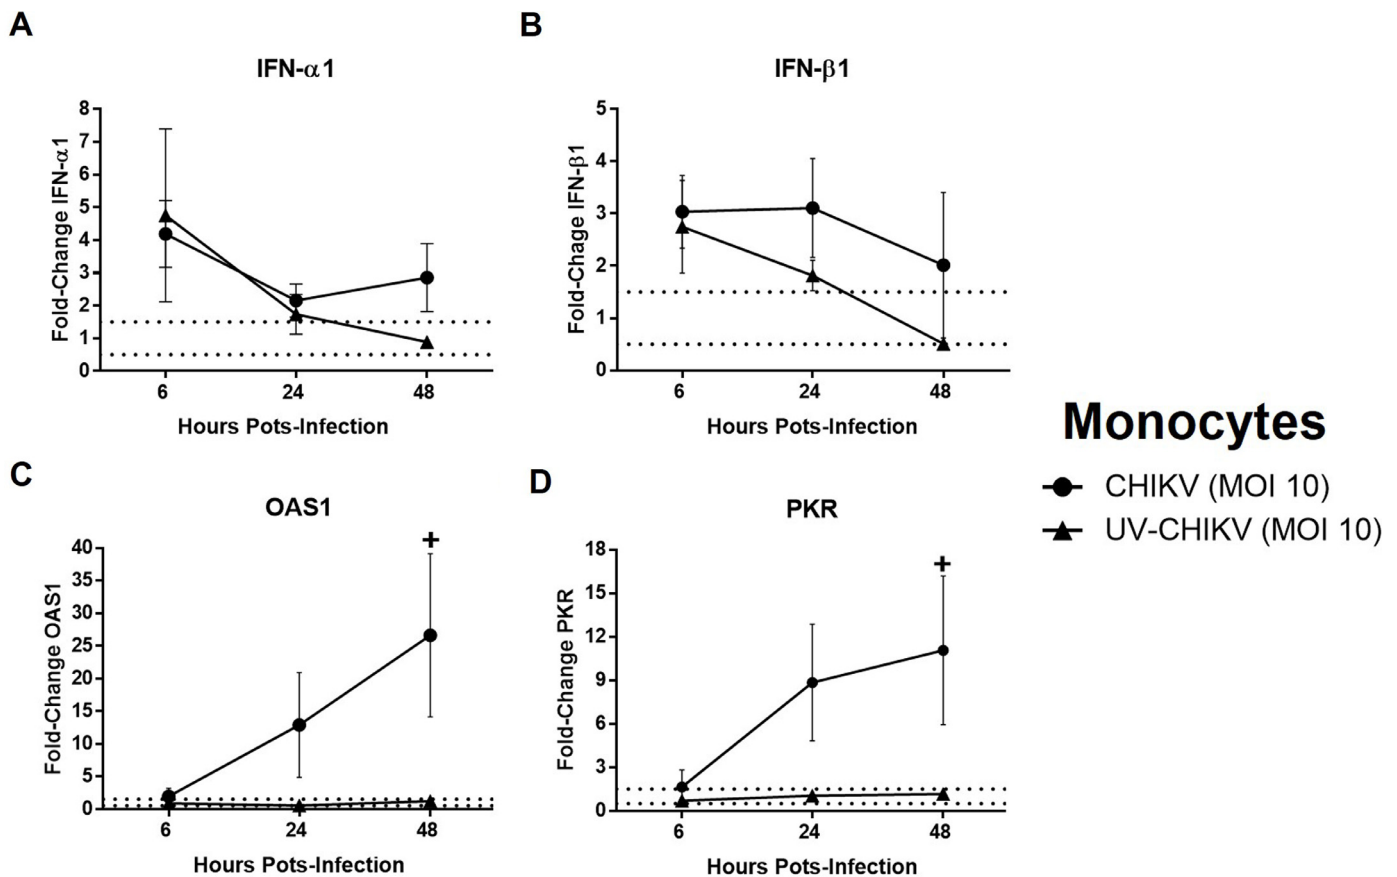 A
IFN-α1
Fold-Change IFN-α1
8
7
6
5
4
3
2
1
0
6 24 48
Hours Pots-Infection
B
IFN-β1
Fold-Chage IFN-β1
5
4
3
2
1
0
6 24 48
Hours Pots-Infection
Monocytes
CHIKV (MOI 10)
UV-CHIKV (MOI 10)
C
OAS1
+
Fold-Change OAS1
40
35
30
25
20
15
10
5
0
6 24 48
Hours Pots-Infection
D
PKR
+
Fold-Change PKR
18
15
12
9
6
3
0
6 24 48
Hours Pots-Infection